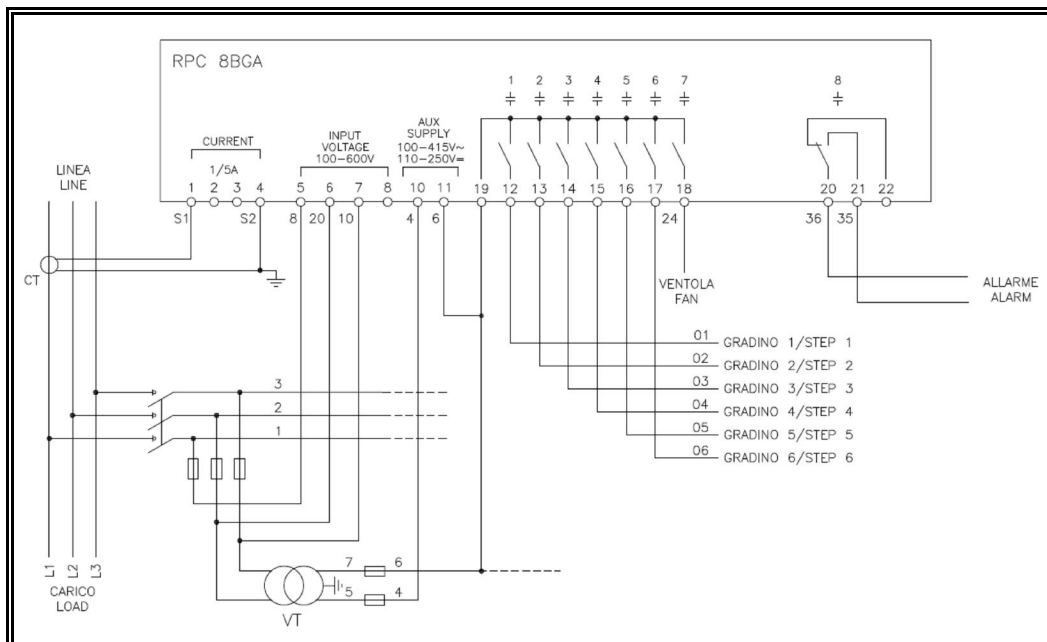 RPC 8BGA
1 2 3 4 5 6 7 8
CURRENT
1/5A
INPUT
VOLTAGE
100-600V
AUX
SUPPLY
100-415V~
110-250V=
LINEA
LINE
1 2 3 4 5 6 7 8 10 11 19 12 13 14 15 16 17 18 20 21 22
S1 S2 8 20 10 4 6 24 36 35
CT
VENTOLA
FAN
ALLARME
ALARM
01 GRADINO 1/STEP 1
02 GRADINO 2/STEP 2
03 GRADINO 3/STEP 3
04 GRADINO 4/STEP 4
05 GRADINO 5/STEP 5
06 GRADINO 6/STEP 6
3
2
1
7 6
5 4
VT
L1 L2 L3
CARICO
LOAD